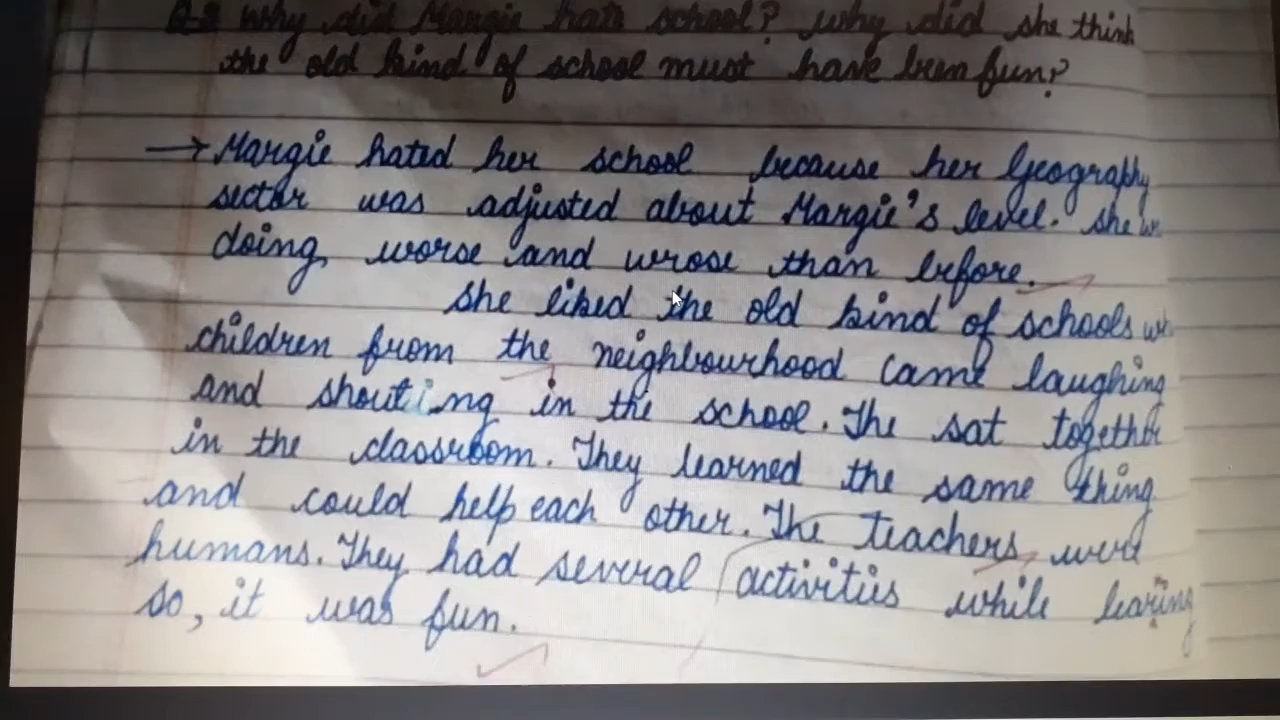 Why did Margie hate school? why did she think
the old kind of school must have been fun?
→ Margie hated her school because her Geography
sector was adjusted about Margie's level. she
doing worse and wrose than before.
she liked the old kind of schools
children from the neighbourhood came laughing
and shouting in the school. The sat together
in the classroom. They learned the same thing
and could help each other. The teachers were
humans. They had several activities while learing
so, it was fun.